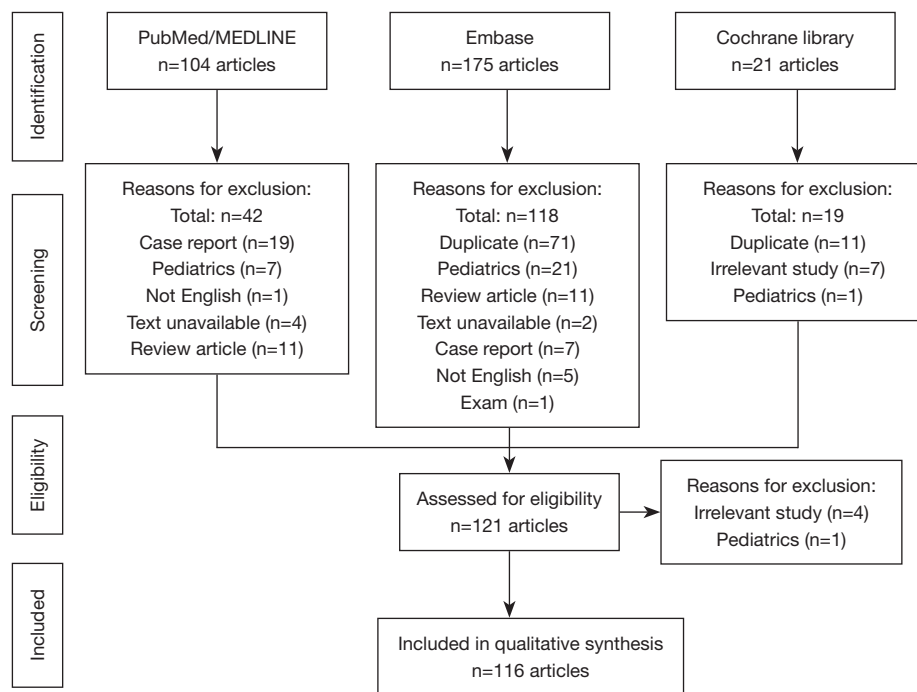 Identification
PubMed/MEDLINE
n=104 articles
Embase
n=175 articles
Cochrane library
n=21 articles
Screening
Reasons for exclusion:
Total: n=42
Case report (n=19)
Pediatrics (n=7)
Not English (n=1)
Text unavailable (n=4)
Review article (n=11)
Reasons for exclusion:
Total: n=118
Duplicate (n=71)
Pediatrics (n=21)
Review article (n=11)
Text unavailable (n=2)
Case report (n=7)
Not English (n=5)
Exam (n=1)
Reasons for exclusion:
Total: n=19
Duplicate (n=11)
Irrelevant study (n=7)
Pediatrics (n=1)
Eligibility
Assessed for eligibility
n=121 articles
Reasons for exclusion:
Irrelevant study (n=4)
Pediatrics (n=1)
Included
Included in qualitative synthesis
n=116 articles